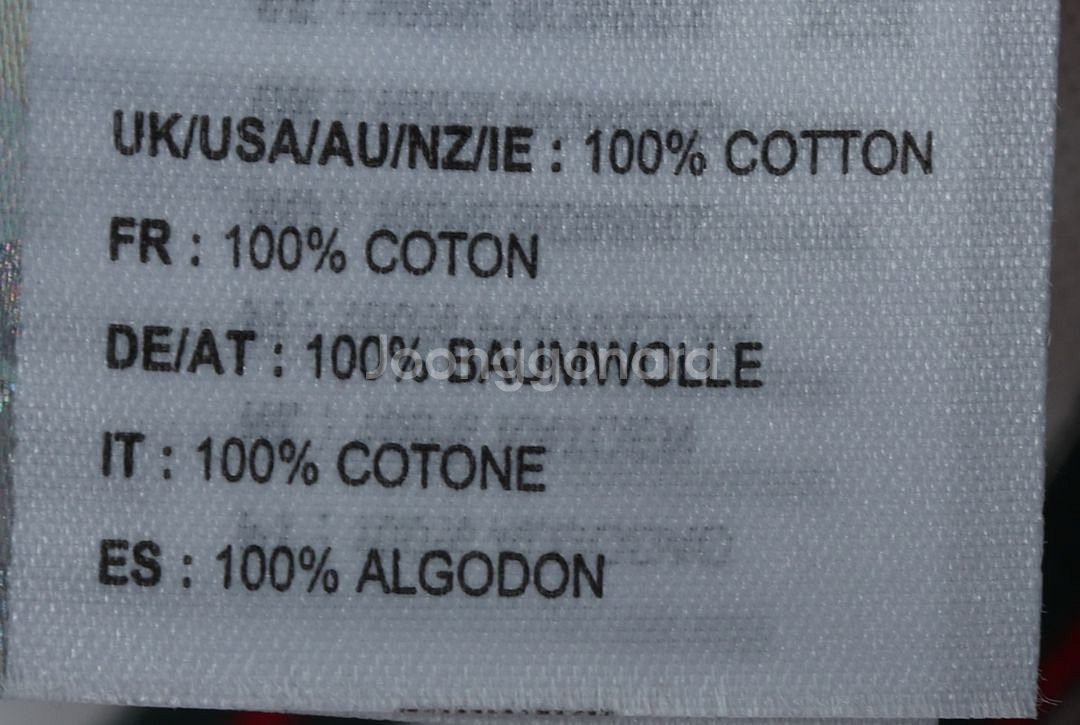 UK/USA/AU/NZ/IE : 100% COTTON
FR : 100% COTON
DE/AT : 100% BAUMWOLLE
Joonggonara
IT : 100% COTONE
ES : 100% ALGODON